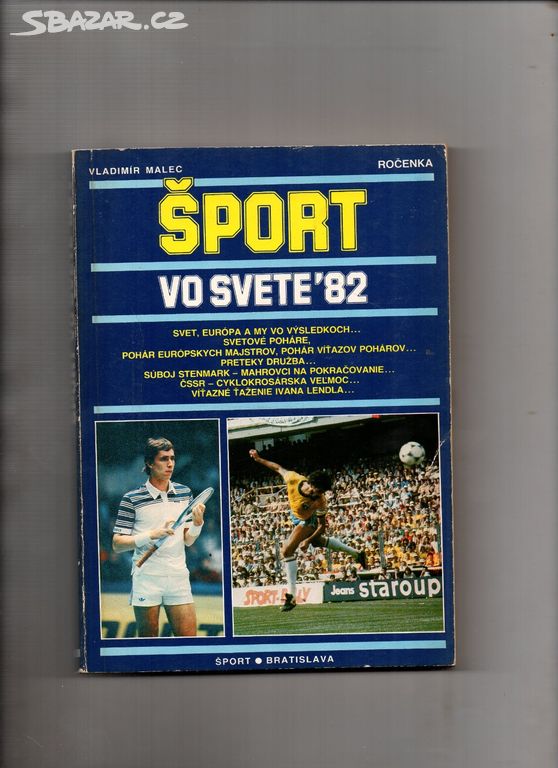 SBAZAR.CZ
VLADIMÍR MALEC
ROČENKA
ŠPORT
VO SVETE '82
SVET, EURÓPA A MY VO VÝSLEDKOCH...
SVETOVÉ POHÁRE,
POHÁR EURÓPSKYCH MAJSTROV, POHÁR VÍŤAZOV POHÁROV...
PRETEKY DRUŽBA...
SÚBOJ STENMARK – MAHROVCI NA POKRAČOVANIE...
ČSSR – CYKLOKROSÁRSKA VEĽMOC...
VÍŤAZNÉ ŤAŽENIE IVANA LENDLA...
Jeans staroup
ŠPORT ● BRATISLAVA